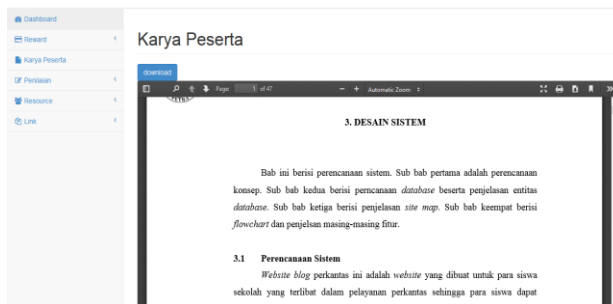 Dashboard
Reward
Karya Peserta
Penilaian
Resource
Link
Karya Peserta
download
Page: 1 of 47
Automatic Zoom
3. DESAIN SISTEM
Bab ini berisi perencanaan sistem. Sub bab pertama adalah perencanaan
konsep. Sub bab kedua berisi perncanaan database beserta penjelasan entitas
database. Sub bab ketiga berisi penjelasan site map. Sub bab keempat berisi
flowchart dan penjelsan masing-masing fitur.
3.1 Perencanaan Sistem
Website blog perkantas ini adalah website yang dibuat untuk para siswa
sekolah yang terlibat dalam pelayanan perkantas sehingga para siswa dapat